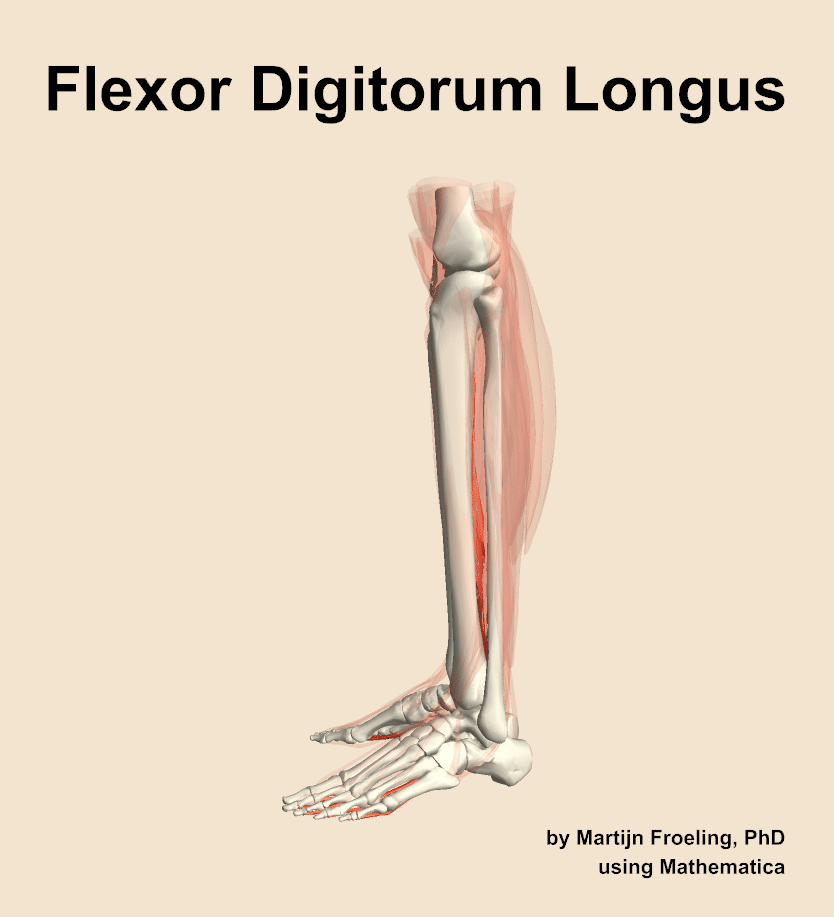 Flexor Digitorum Longus
by Martijn Froeling, PhD
using Mathematica